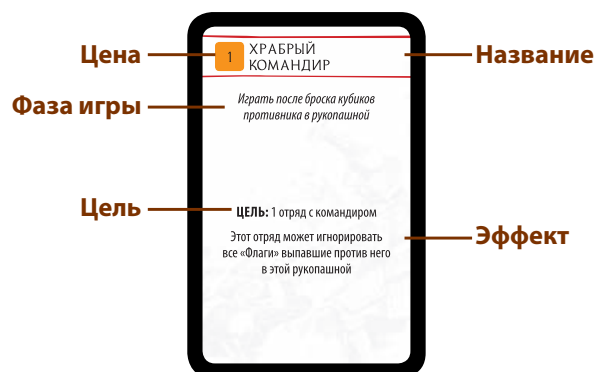 Цена
1
ХРАБРЫЙ
КОМАНДИР
Название
Фаза игры
Играть после броска кубиков
противника в рукопашной
Цель
ЦЕЛЬ: 1 отряд с командиром
Этот отряд может игнорировать
все «Флаги» выпавшие против него
в этой рукопашной
Эффект